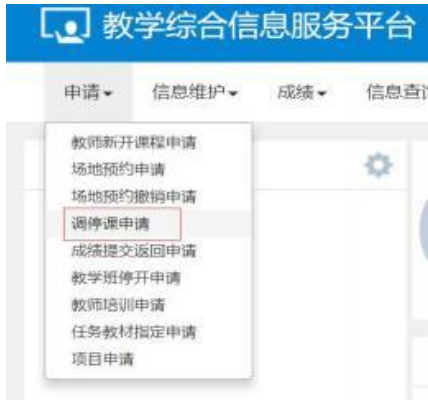 教学综合信息服务平台
申请 信息维护 成绩 信息查
教师新开课程申请
场地预约申请
场地预约撤销申请
调停课申请
成绩提交返回申请
教学班停开申请
教师培训申请
任务教材指定申请
项目申请